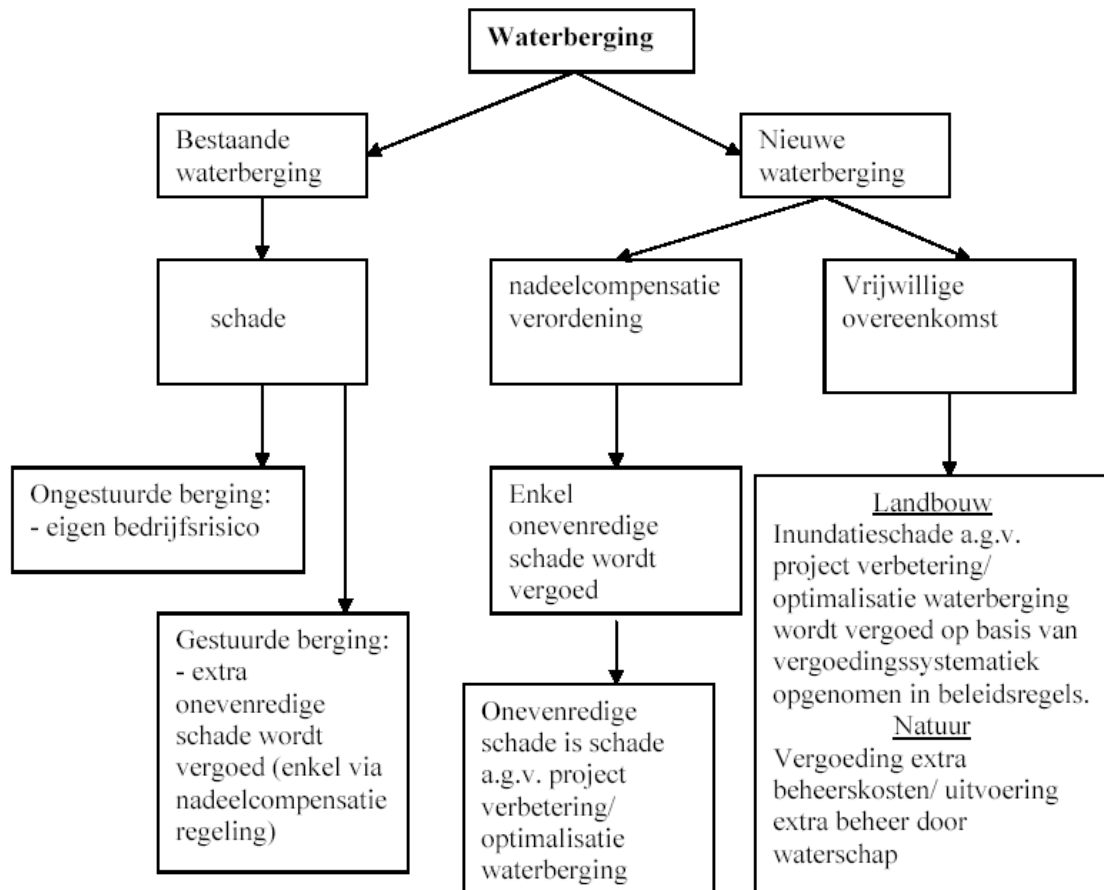 Waterberging
Bestaande
waterberging
Nieuwe
waterberging
schade
nadeelcompensatie
verordening
Vrijwillige
overeenkomst
Ongestuurde berging:
- eigen bedrijfsrisico
Enkel
onevenredige
schade wordt
vergoed
Landbouw
Inundatieschade a.g.v.
project verbetering/
optimalisatie waterberging
wordt vergoed op basis van
vergoedingssystematiek
opgenomen in beleidsregels.
Natuur
Vergoeding extra
beheerskosten/ uitvoering
extra beheer door
waterschap
Gestuurde berging:
- extra
onevenredige
schade wordt
vergoed (enkel via
nadeelcompensatie
regeling)
Onevenredige
schade is schade
a.g.v. project
verbetering/
optimalisatie
waterberging